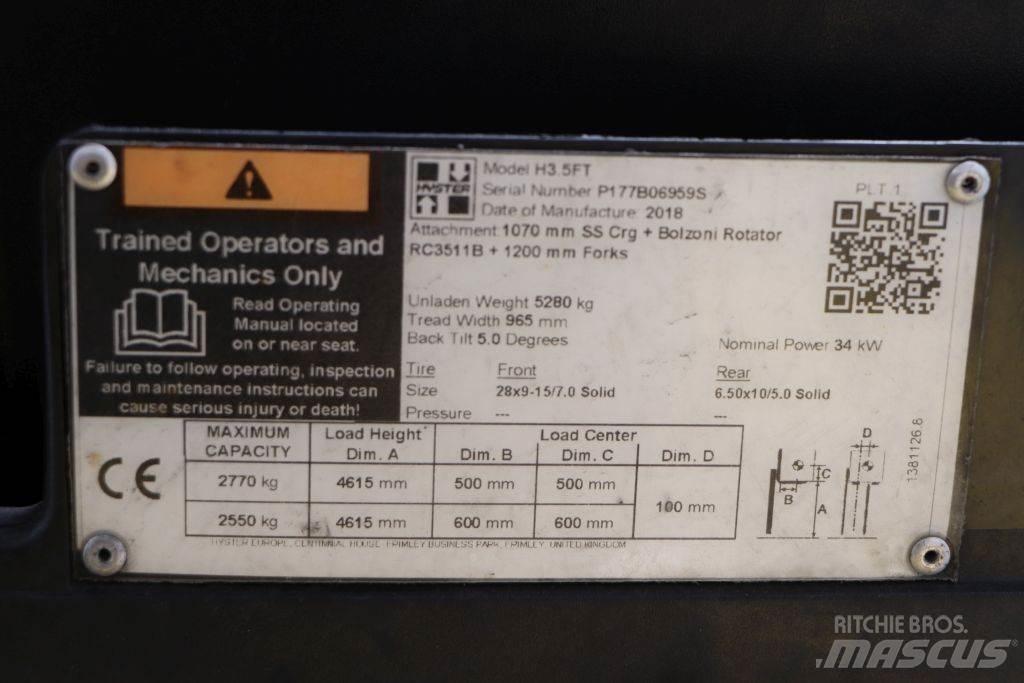 Trained Operators and
Mechanics Only
Read Operating
Manual located
on or near seat.
Failure to follow operating, inspection
and maintenance instructions can
cause serious injury or death!
HYSTER
Model H3.5FT
Serial Number P177B06959S
Date of Manufacture 2018
Attachment 1070 mm SS Crg + Bolzoni Rotator
RC3511B + 1200 mm Forks
PLT 1
Unladen Weight 5280 kg
Tread Width 965 mm
Back Tilt 5.0 Degrees
Nominal Power 34 kW
Tire Front Rear
Size 28x9-15/7.0 Solid 6.50x10/5.0 Solid
Pressure --- ---
CE
MAXIMUM Load Height Load Center
CAPACITY Dim. A Dim. B Dim. C Dim. D
2770 kg 4615 mm 500 mm 500 mm 100 mm
2550 kg 4615 mm 600 mm 600 mm
D
B
C
A
1381126.6
HYSTER EUROPE, CENTINNIAL HOUSE, FRIMLEY BUSINESS PARK, FRIMLEY, UNITED KINGDOM
RITCHIE BROS.
MASCUS